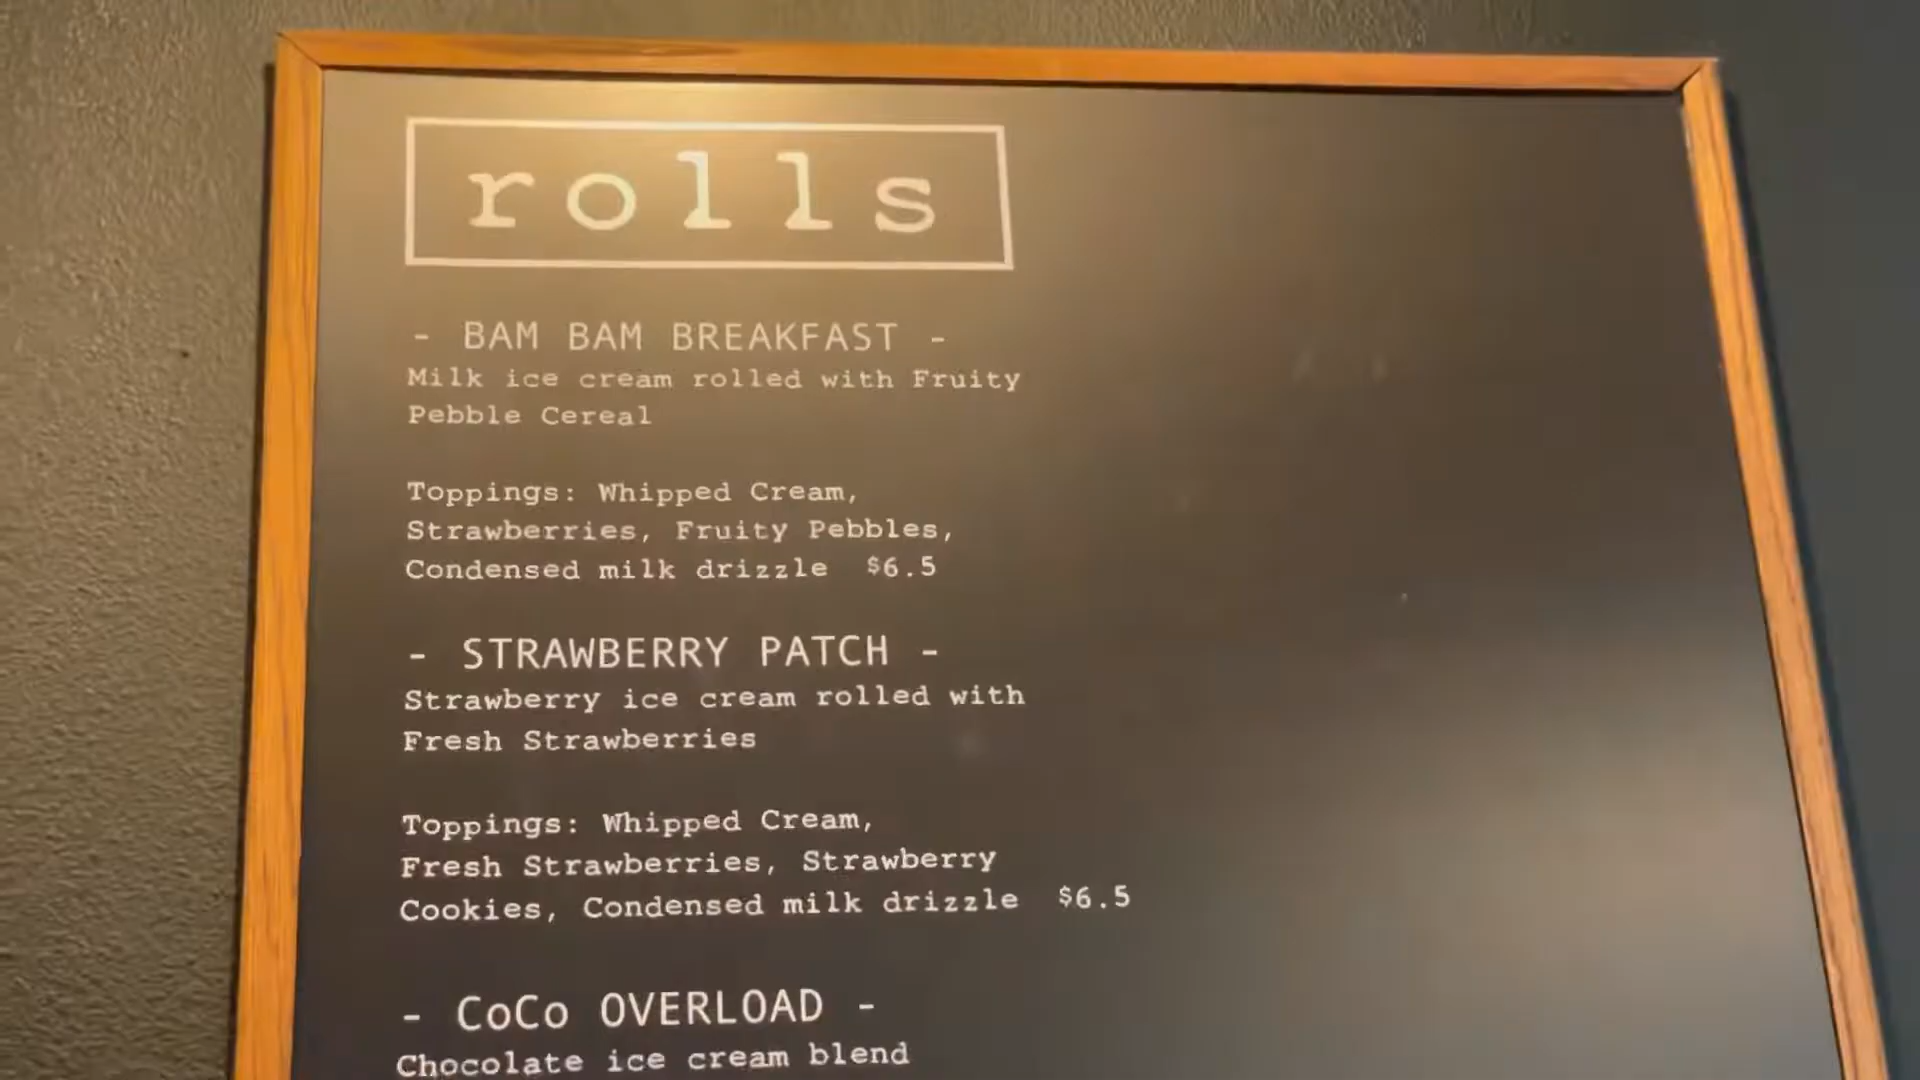 rolls
- BAM BAM BREAKFAST -
Milk ice cream rolled with Fruity
Pebble Cereal
Toppings: Whipped Cream,
Strawberries, Fruity Pebbles,
Condensed milk drizzle $6.5
- STRAWBERRY PATCH -
Strawberry ice cream rolled with
Fresh Strawberries
Toppings: Whipped Cream,
Fresh Strawberries, Strawberry
Cookies, Condensed milk drizzle $6.5
- CoCo OVERLOAD -
Chocolate ice cream blend